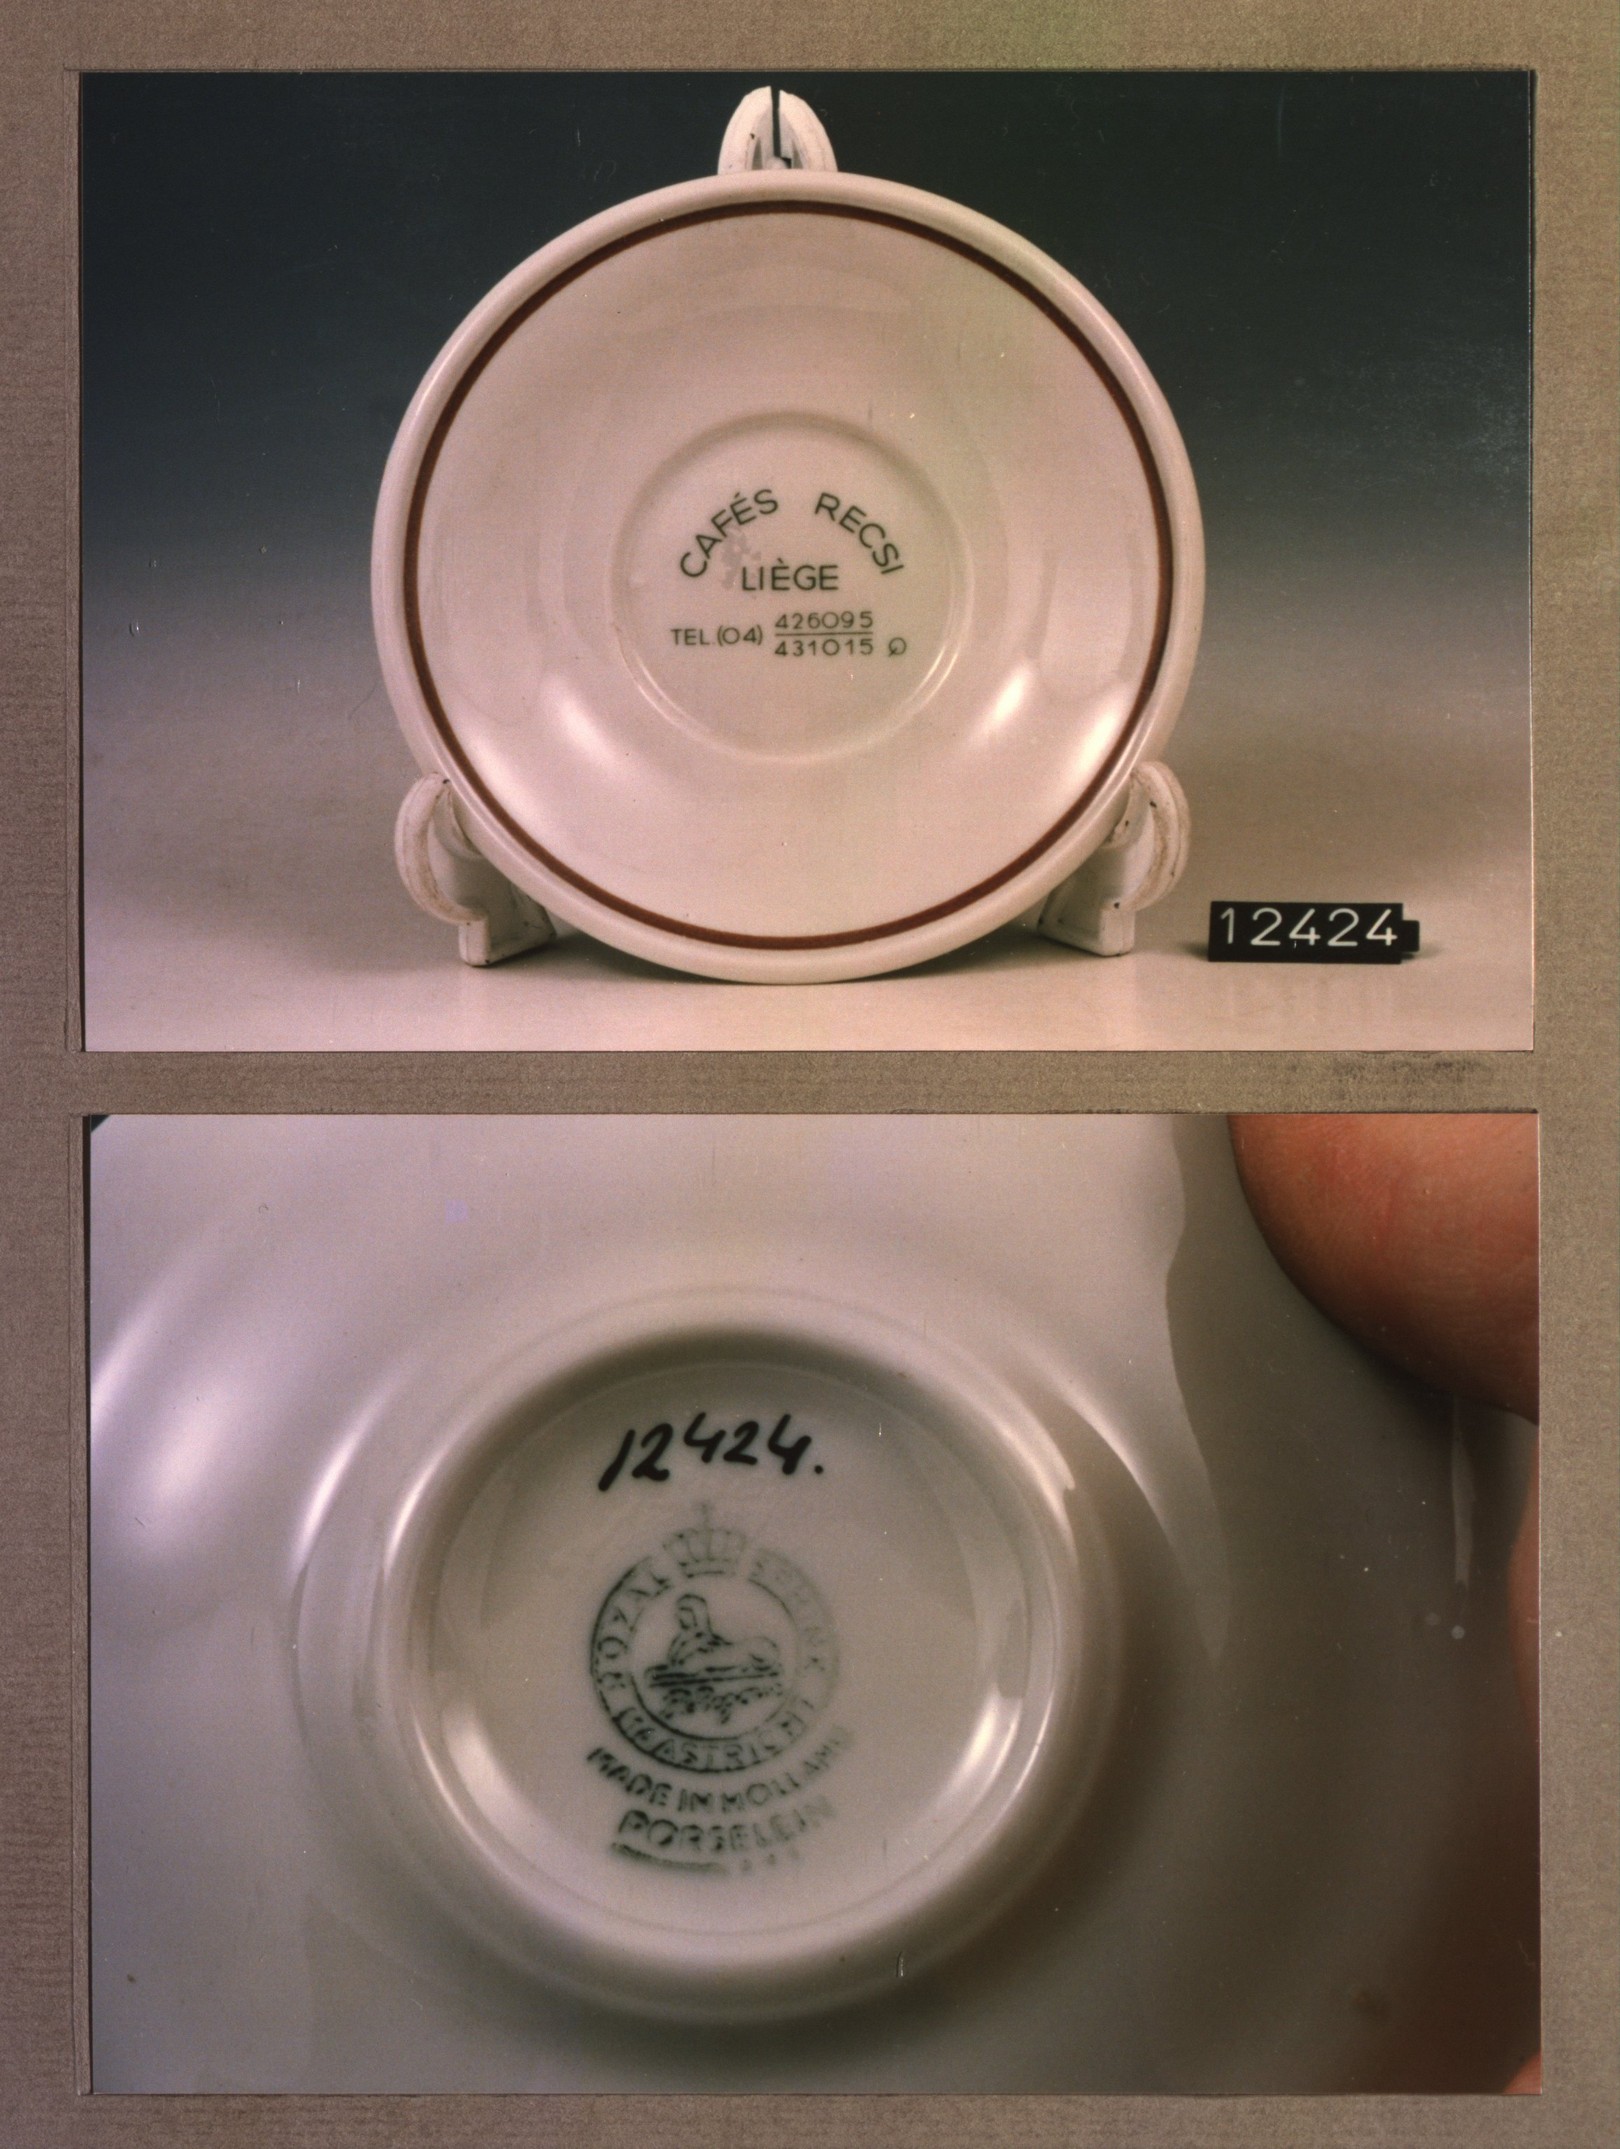 CAFÉS RECSI
LIÈGE
TEL.(04) 426095
431015
12424
12424.
ROYAL SPHINX
MAASTRICHT
MADE IN HOLLAND
PORSELEIN